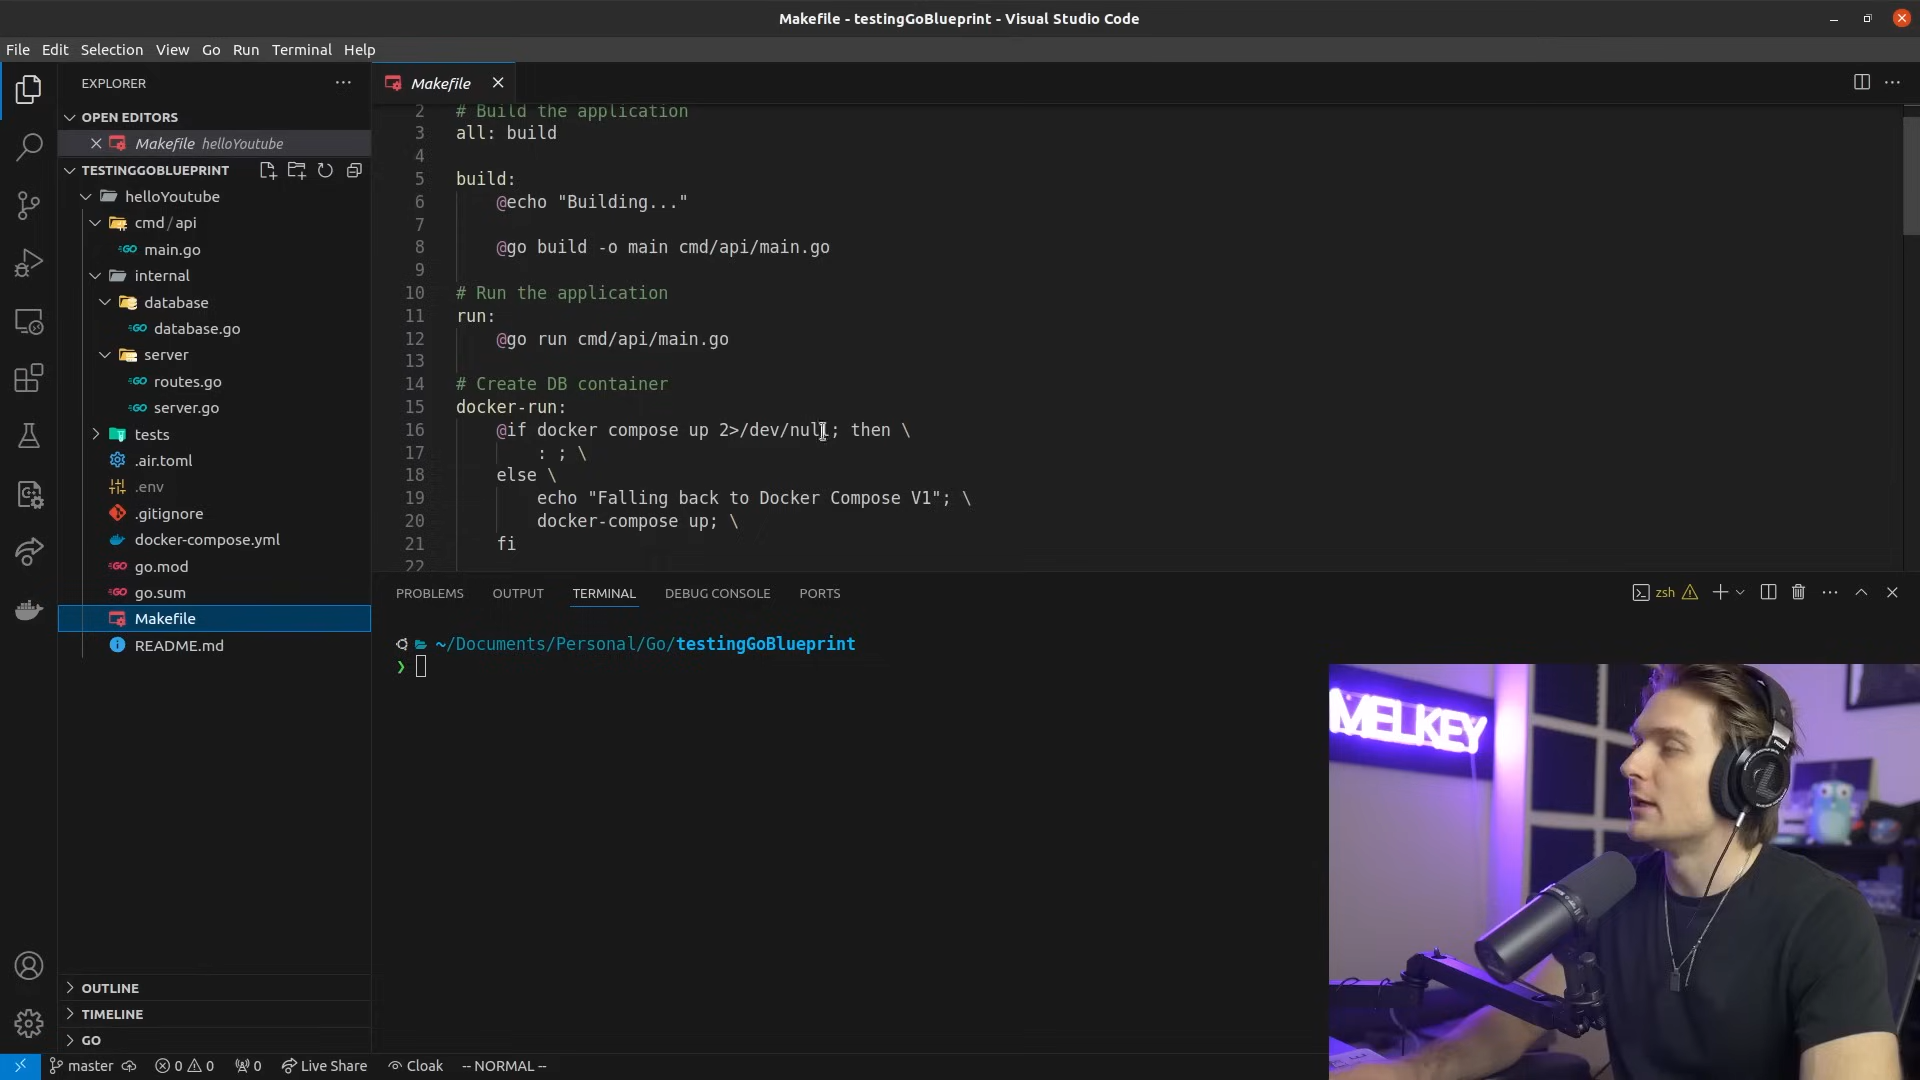 Makefile - testingGoBlueprint - Visual Studio Code
File Edit Selection View Go Run Terminal Help
EXPLORER
Makefile
OPEN EDITORS
Makefile helloYoutube
TESTINGGOBLUEPRINT
helloYoutube
cmd / api
main.go
internal
database
database.go
server
routes.go
server.go
tests
.air.toml
.env
.gitignore
docker-compose.yml
go.mod
go.sum
Makefile
README.md
OUTLINE
TIMELINE
GO
2 # Build the application
3 all: build
4
5 build:
6 @echo "Building..."
7
8 @go build -o main cmd/api/main.go
9
10 # Run the application
11 run:
12 @go run cmd/api/main.go
13
14 # Create DB container
15 docker-run:
16 @if docker compose up 2>/dev/null; then \
17 : ; \
18 else \
19 echo "Falling back to Docker Compose V1"; \
20 docker-compose up; \
21 fi
22
PROBLEMS OUTPUT TERMINAL DEBUG CONSOLE PORTS
zsh
~/Documents/Personal/Go/testingGoBlueprint
❯
MELKEY
master 0 0 0 Live Share Cloak -- NORMAL --